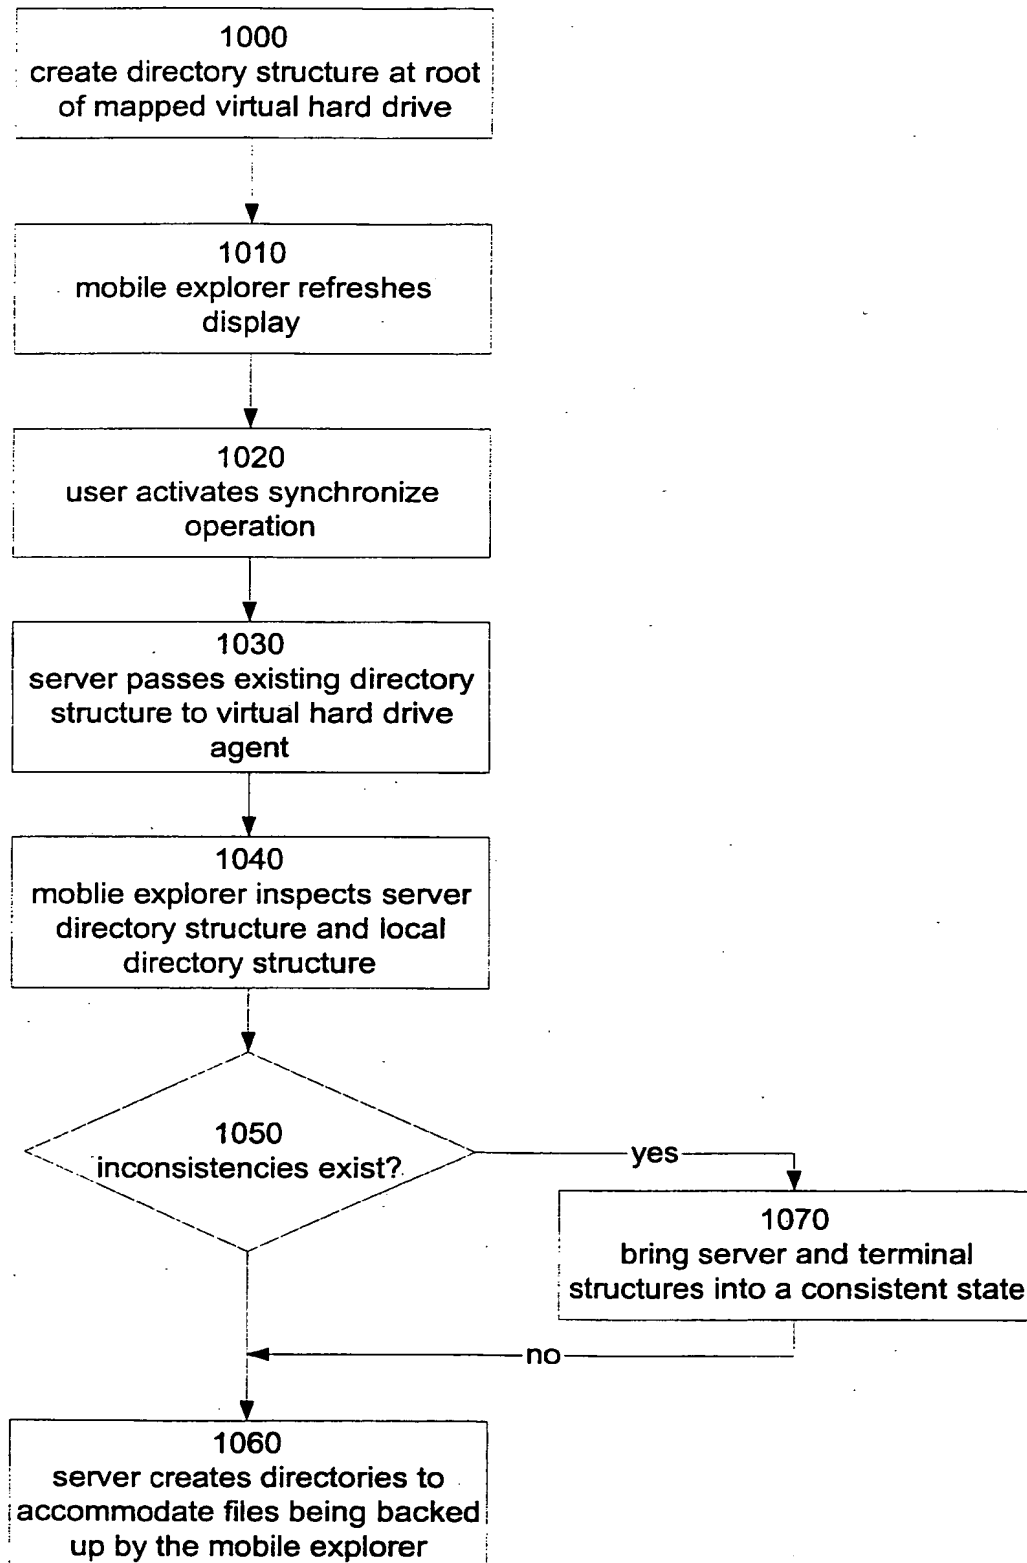 1000
create directory structure at root
of mapped virtual hard drive
1010
mobile explorer refreshes
display
1020
user activates synchronize
operation
1030
server passes existing directory
structure to virtual hard drive
agent
1040
moblie explorer inspects server
directory structure and local
directory structure
1050
inconsistencies exist?
yes
1070
bring server and terminal
structures into a consistent state
no
1060
server creates directories to
accommodate files being backed
up by the mobile explorer